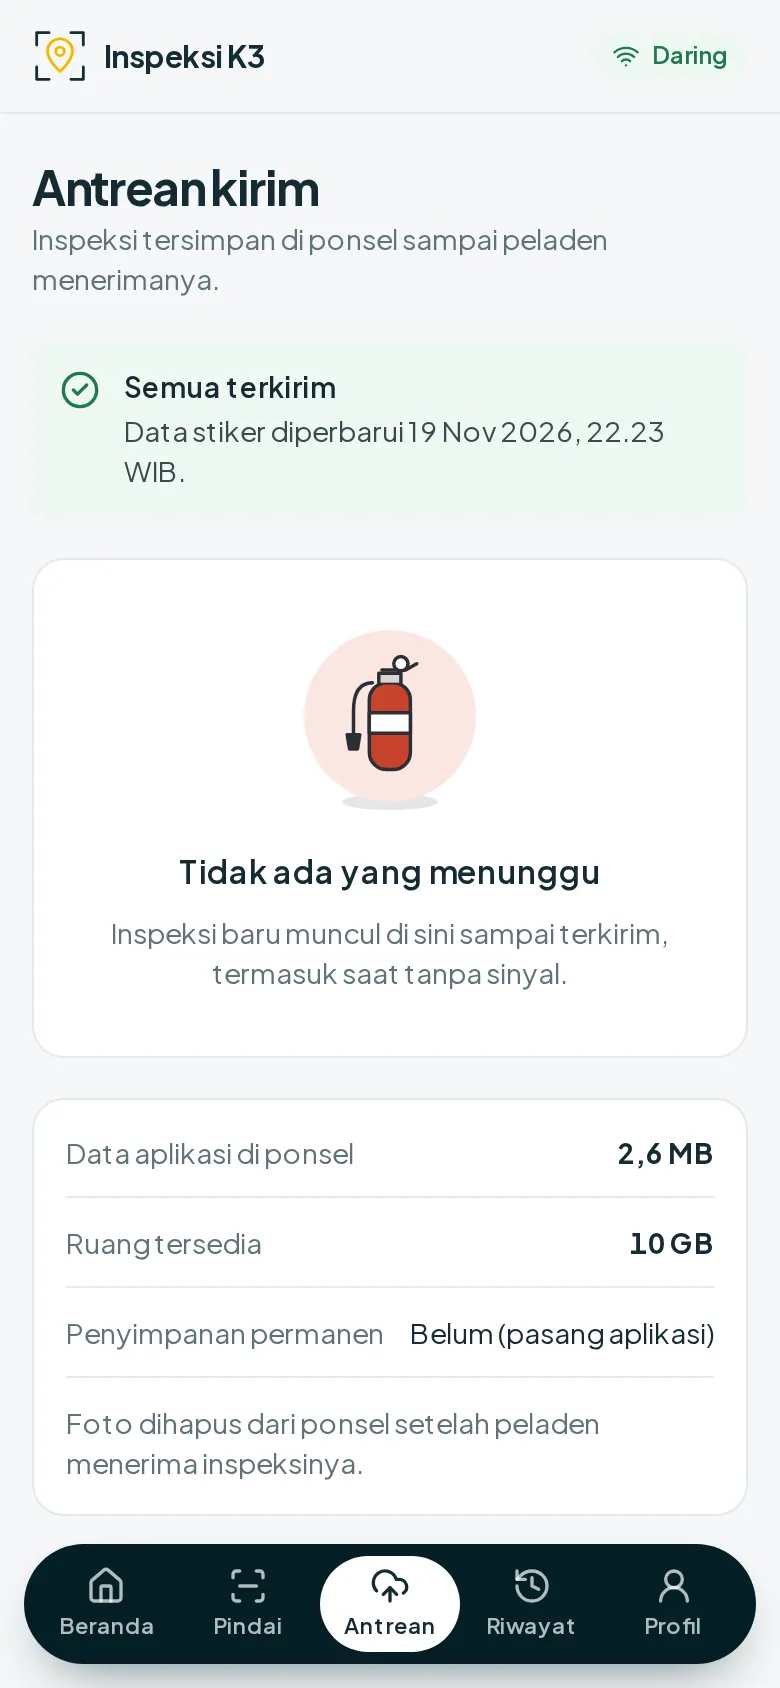 Inspeksi K3
Daring
Antrean kirim
Inspeksi tersimpan di ponsel sampai peladen
menerimanya.
Semua terkirim
Data stiker diperbarui 19 Nov 2026, 22.23
WIB.
Tidak ada yang menunggu
Inspeksi baru muncul di sini sampai terkirim,
termasuk saat tanpa sinyal.
Data aplikasi di ponsel 2,6 MB
Ruang tersedia 10 GB
Penyimpanan permanen Belum (pasang aplikasi)
Foto dihapus dari ponsel setelah peladen
menerima inspeksinya.
Beranda Pindai Antrean Riwayat Profil